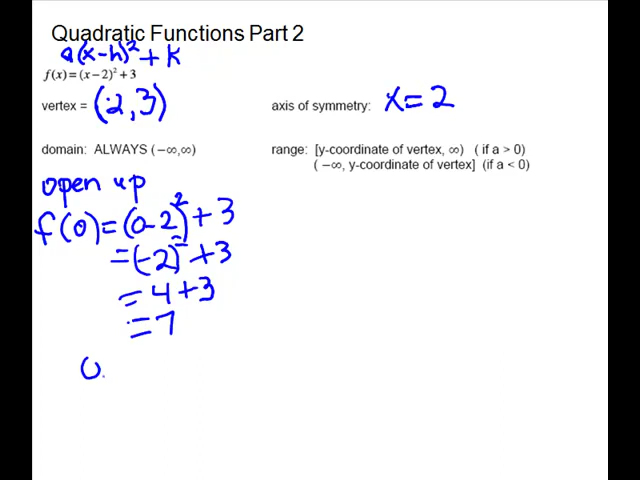 Quadratic Functions Part 2
a(x-h)² + k
f(x) = (x − 2)² + 3
vertex = (2, 3) axis of symmetry: x = 2
domain: ALWAYS (−∞,∞) range: [y-coordinate of vertex, ∞) ( if a > 0)
( −∞, y-coordinate of vertex] (if a < 0)
open up
f(0) = (0-2)² + 3
= (-2)² + 3
= 4 + 3
= 7